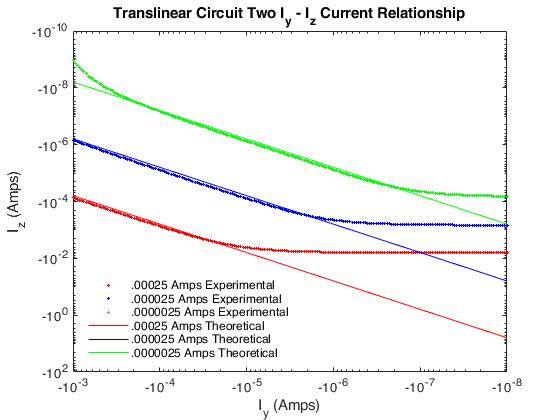 Translinear Circuit Two I_y - I_z Current Relationship
-10^-10
-10^-8
-10^-6
-10^-4
-10^-2
-10^0
-10^2
I_z (Amps)
.00025 Amps Experimental
.000025 Amps Experimental
.0000025 Amps Experimental
.00025 Amps Theoretical
.000025 Amps Theoretical
.0000025 Amps Theoretical
-10^-3 -10^-4 -10^-5 -10^-6 -10^-7 -10^-8
I_y (Amps)